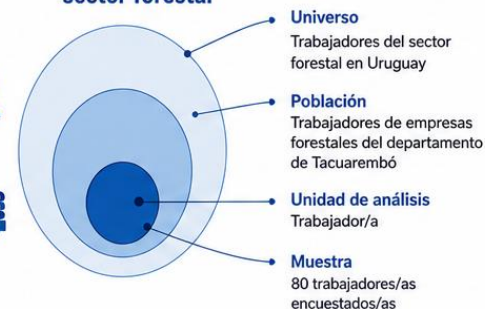 sector forestal
Universo
Trabajadores del sector
forestal en Uruguay
Población
Trabajadores de empresas
forestales del departamento
de Tacuarembó
Unidad de análisis
Trabajador/a
Muestra
80 trabajadores/as
encuestados/as